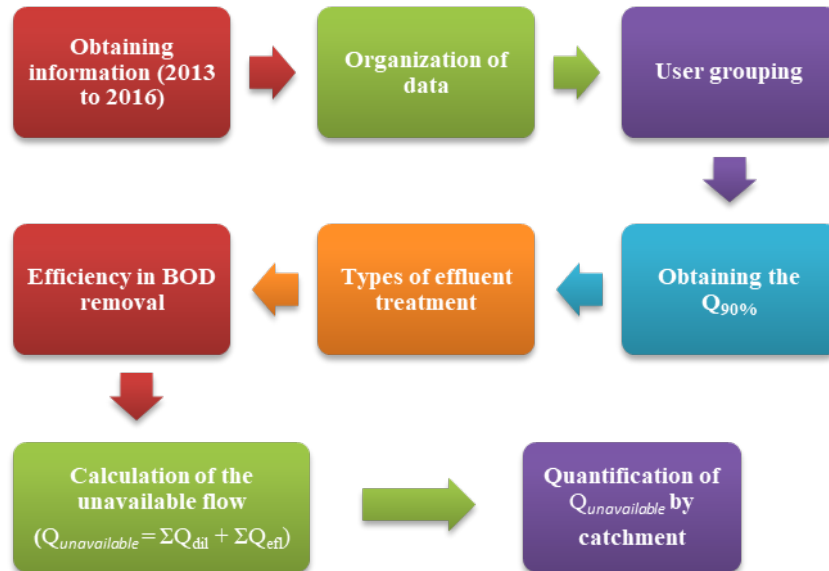 Obtaining
information (2013
to 2016)
Organization of
data
User grouping
Obtaining the
Q90%
Types of effluent
treatment
Efficiency in BOD
removal
Calculation of the
unavailable flow
(Qunavailable = ΣQdil + ΣQefl)
Quantification of
Qunavailable by
catchment